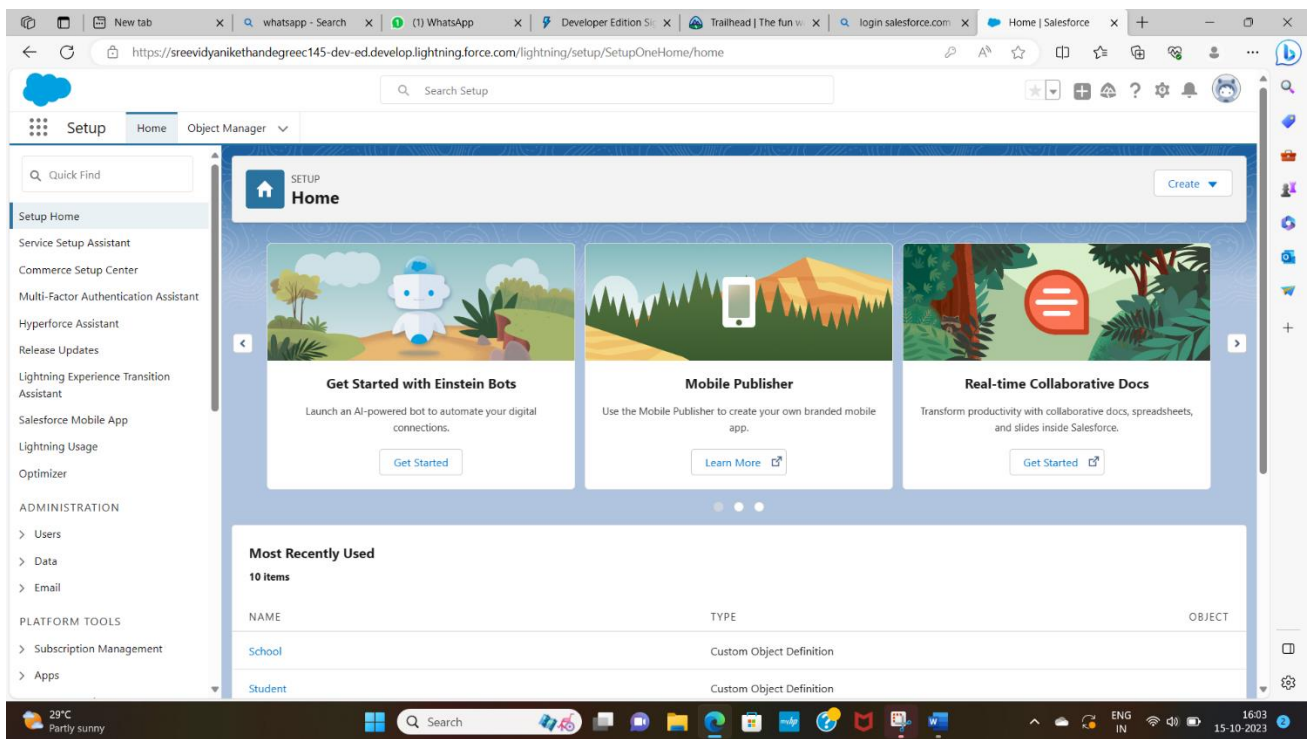 New tab
whatsapp - Search
(1) WhatsApp
Developer Edition Si
Trailhead | The fun w
login salesforce.com
Home | Salesforce
https://sreevidyanikethandegreec145-dev-ed.develop.lightning.force.com/lightning/setup/SetupOneHome/home
Search Setup
Setup
Home
Object Manager
Quick Find
Setup Home
Service Setup Assistant
Commerce Setup Center
Multi-Factor Authentication Assistant
Hyperforce Assistant
Release Updates
Lightning Experience Transition
Assistant
Salesforce Mobile App
Lightning Usage
Optimizer
ADMINISTRATION
Users
Data
Email
PLATFORM TOOLS
Subscription Management
Apps
SETUP
Home
Create
Get Started with Einstein Bots
Launch an AI-powered bot to automate your digital
connections.
Get Started
Mobile Publisher
Use the Mobile Publisher to create your own branded mobile
app.
Learn More
Real-time Collaborative Docs
Transform productivity with collaborative docs, spreadsheets,
and slides inside Salesforce.
Get Started
Most Recently Used
10 items
NAME TYPE OBJECT
School Custom Object Definition
Student Custom Object Definition
29°C
Partly sunny
Search
ENG
IN
16:03
15-10-2023
2